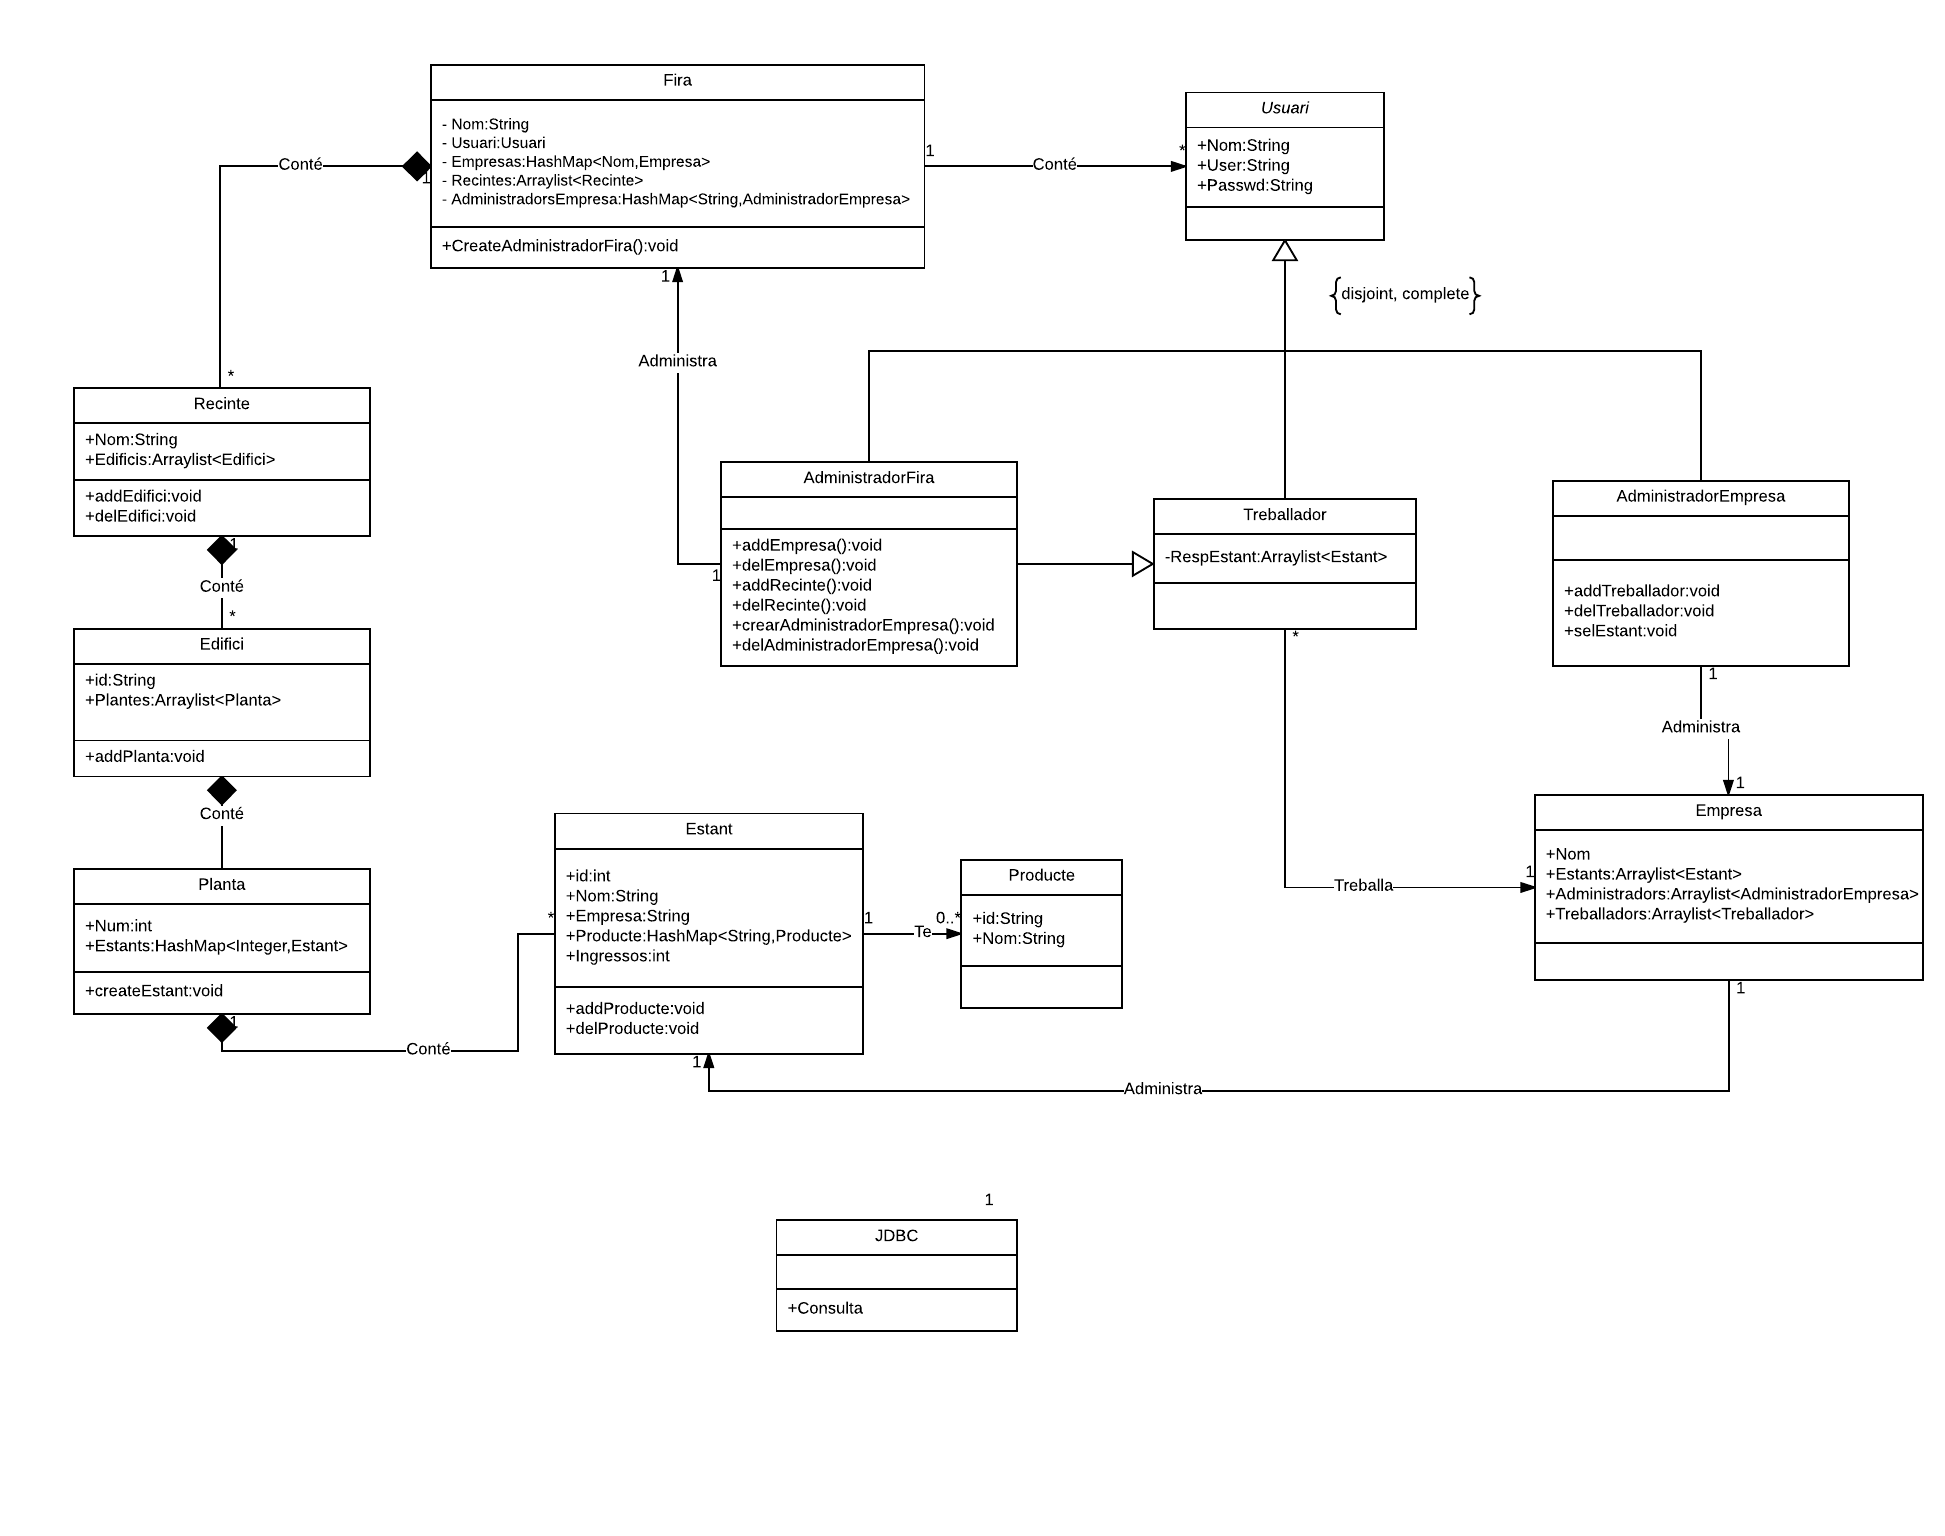 Fira
- Nom:String
- Usuari:Usuari
- Empresas:HashMap<Nom,Empresa>
- Recintes:Arraylist<Recinte>
- AdministradorsEmpresa:HashMap<String,AdministradorEmpresa>
+CreateAdministradorFira():void
Usuari
+Nom:String
+User:String
+Passwd:String
Conté
1
1
Conté
*
{disjoint, complete}
1
Administra
1
*
Recinte
+Nom:String
+Edificis:Arraylist<Edifici>
+addEdifici:void
+delEdifici:void
1
Conté
*
AdministradorFira
+addEmpresa():void
+delEmpresa():void
+addRecinte():void
+delRecinte():void
+crearAdministradorEmpresa():void
+delAdministradorEmpresa():void
Treballador
-RespEstant:Arraylist<Estant>
*
AdministradorEmpresa
+addTreballador:void
+delTreballador:void
+selEstant:void
1
Administra
1
Edifici
+id:String
+Plantes:Arraylist<Planta>
+addPlanta:void
Conté
Planta
+Num:int
+Estants:HashMap<Integer,Estant>
+createEstant:void
1
Conté
*
Estant
+id:int
+Nom:String
+Empresa:String
+Producte:HashMap<String,Producte>
+Ingressos:int
+addProducte:void
+delProducte:void
1
Te
0..*
Producte
+id:String
+Nom:String
Treballa
1
Empresa
+Nom
+Estants:Arraylist<Estant>
+Administradors:Arraylist<AdministradorEmpresa>
+Treballadors:Arraylist<Treballador>
1
1
Administra
1
JDBC
+Consulta